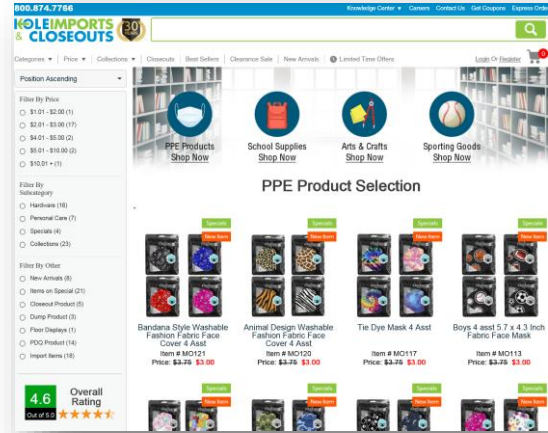 800.874.7766
Knowledge Center Careers Contact Us Get Coupons Express Order
KOLEIMPORTS
& CLOSEOUTS
30
YEARS
Categories Price Collections Closeouts Best Sellers Clearance Sale New Arrivals Limited Time Offers
Login Or Register
0
Position Ascending
Filter By Price
$1.01 - $2.00 (1)
$2.01 - $3.00 (17)
$4.01 - $5.00 (2)
$5.01 - $10.00 (2)
$10.01 + (1)
Filter By
Subcategory
Hardware (16)
Personal Care (7)
Specials (4)
Collections (23)
Filter By Other
New Arrivals (8)
Items on Special (21)
Closeout Product (5)
Dump Product (3)
Floor Displays (1)
PDQ Product (14)
Import Items (18)
4.6
Out of 5.0
Overall
Rating
PPE Products
Shop Now
School Supplies
Shop Now
Arts & Crafts
Shop Now
Sporting Goods
Shop Now
PPE Product Selection
Specials
New Item
Specials
New Item
Specials
New Item
Specials
New Item
Bandana Style Washable
Fashion Fabric Face
Cover 4 Asst
Item # MO121
Price: $3.75 $3.00
Animal Design Washable
Fashion Fabric Face
Cover 4 Asst
Item # MO120
Price: $3.75 $3.00
Tie Dye Mask 4 Asst
Item # MO117
Price: $3.75 $3.00
Boys 4 asst 5.7 x 4.3 Inch
Fabric Face Mask
Item # MO113
Price: $3.75 $3.00
Specials
New Item
Specials
New Item
Specials
New Item
Specials
New Item